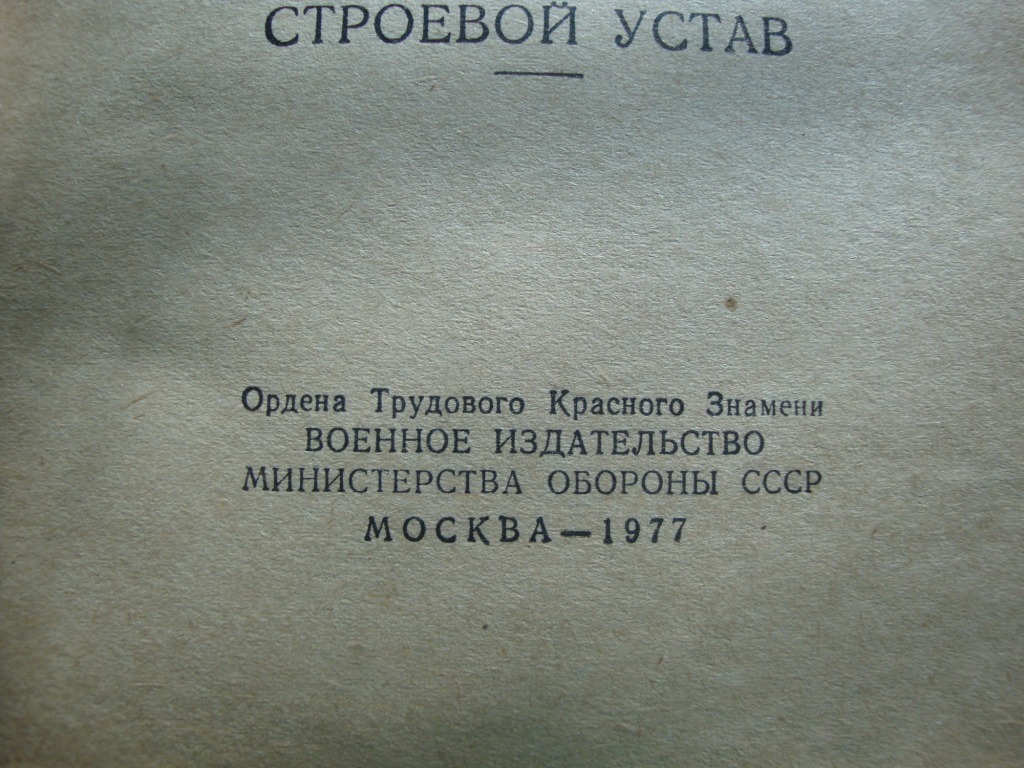 СТРОЕВОЙ УСТАВ
Ордена Трудового Красного Знамени
ВОЕННОЕ ИЗДАТЕЛЬСТВО
МИНИСТЕРСТВА ОБОРОНЫ СССР
МОСКВА—1977